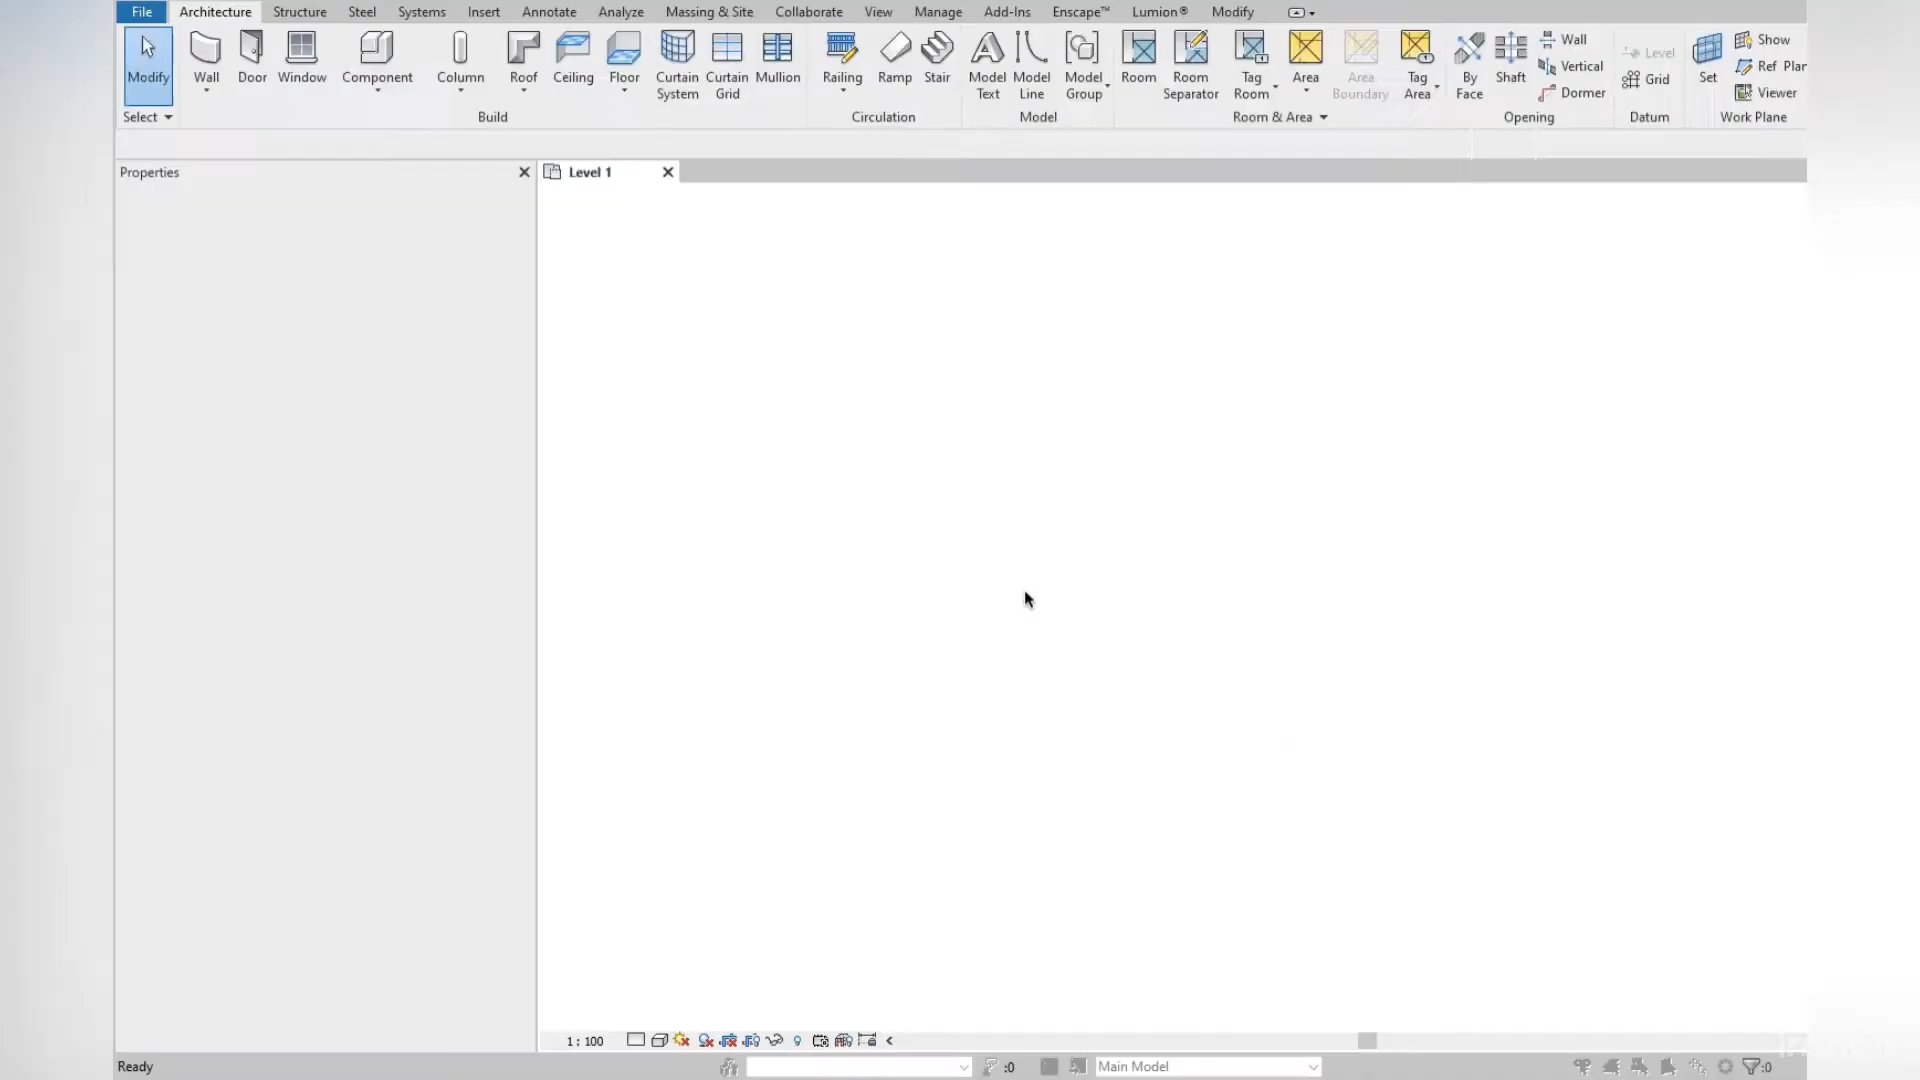 File Architecture Structure Steel Systems Insert Annotate Analyze Massing & Site Collaborate View Manage Add-Ins Enscape™ Lumion® Modify
Modify Wall Door Window Component Column Roof Ceiling Floor Curtain System Curtain Grid Mullion Railing Ramp Stair Model Text Model Line Model Group Room Room Separator Tag Room Area Area Boundary Tag Area By Face Shaft Wall Vertical Dormer Level Grid Set Show Ref Plan Viewer
Select Build Circulation Model Room & Area Opening Datum Work Plane
Properties Level 1
1 : 100
Ready :0 Main Model :0